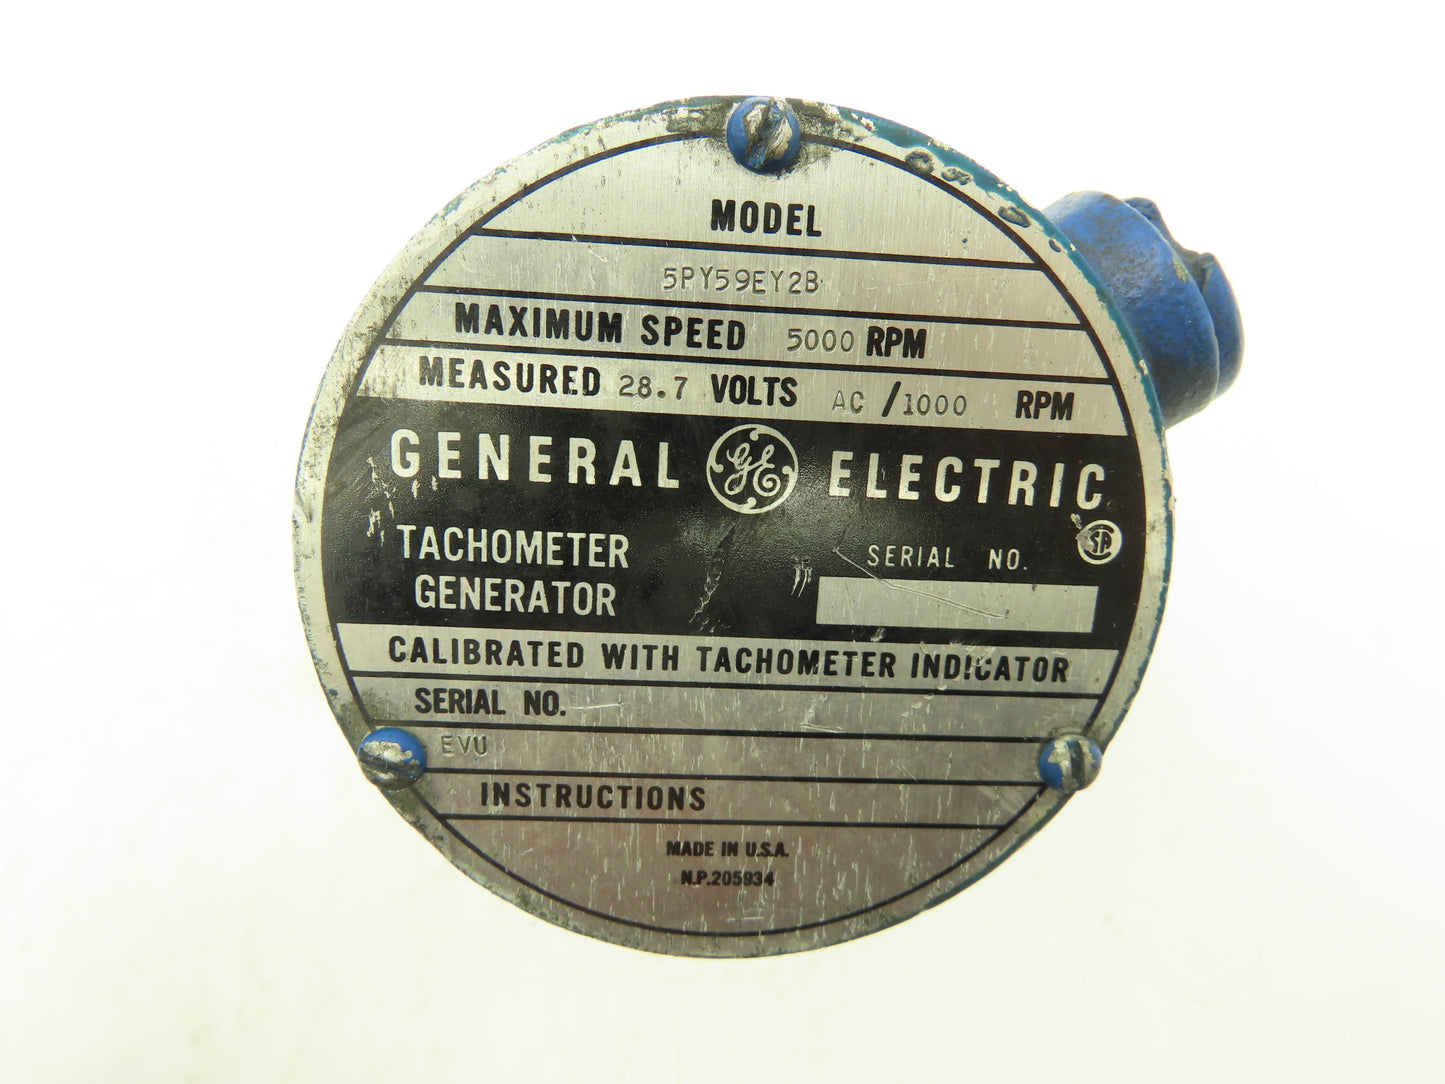 MODEL
5PY59EY2B
MAXIMUM SPEED 5000 RPM
MEASURED 28.7 VOLTS AC /1000 RPM
GENERAL GE ELECTRIC
TACHOMETER
GENERATOR
SERIAL NO.
CALIBRATED WITH TACHOMETER INDICATOR
SERIAL NO.
EVU
INSTRUCTIONS
MADE IN U.S.A.
N.P.205934